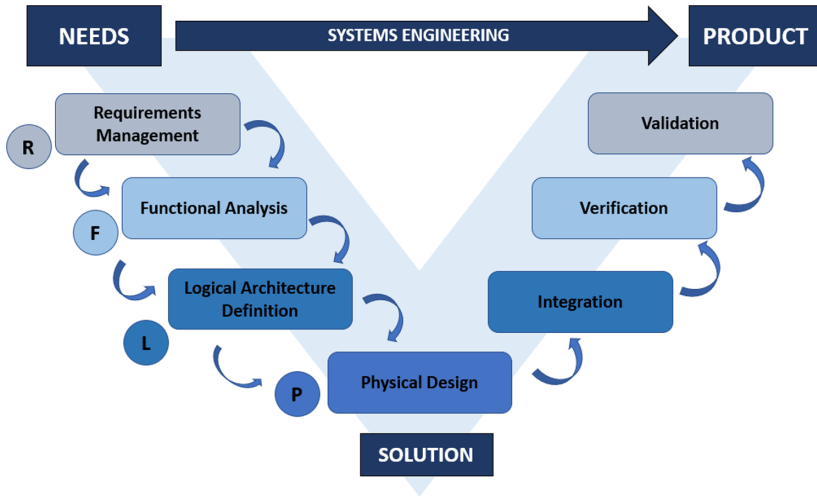 NEEDS
SYSTEMS ENGINEERING
PRODUCT
Requirements
Management
R
Functional Analysis
F
Logical Architecture
Definition
L
Physical Design
P
SOLUTION
Integration
Verification
Validation